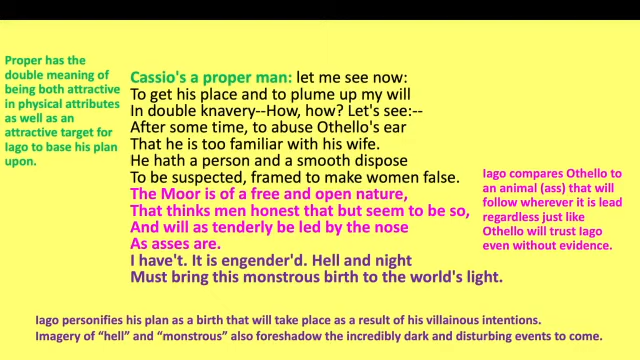 Proper has the
double meaning of
being both attractive
in physical attributes
as well as an
attractive target for
Iago to base his plan
upon.
Cassio's a proper man: let me see now:
To get his place and to plume up my will
In double knavery--How, how? Let's see:--
After some time, to abuse Othello's ear
That he is too familiar with his wife.
He hath a person and a smooth dispose
To be suspected, framed to make women false.
The Moor is of a free and open nature,
That thinks men honest that but seem to be so,
And will as tenderly be led by the nose
As asses are.
I have't. It is engender'd. Hell and night
Must bring this monstrous birth to the world's light.
Iago compares Othello to
an animal (ass) that will
follow wherever it is lead
regardless just like
Othello will trust Iago
even without evidence.
Iago personifies his plan as a birth that will take place as a result of his villainous intentions.
Imagery of “hell” and “monstrous” also foreshadow the incredibly dark and disturbing events to come.